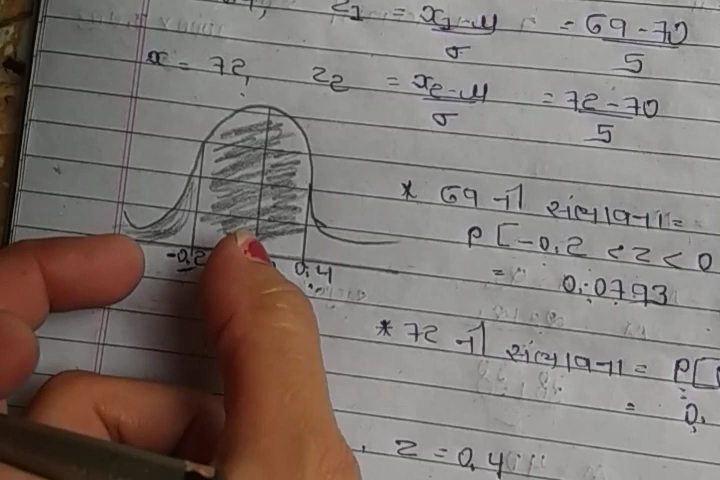 z₁ = x₁-μ/σ = 69-70/5
x = 72, z₂ = x₂-μ/σ = 72-70/5
* 69 ની સંભાવના =
P[-0.2 < z < 0
= 0.0793
-0.2 0.4
* 72 ની સંભાવના = P[
= 0.
, z = 0.4